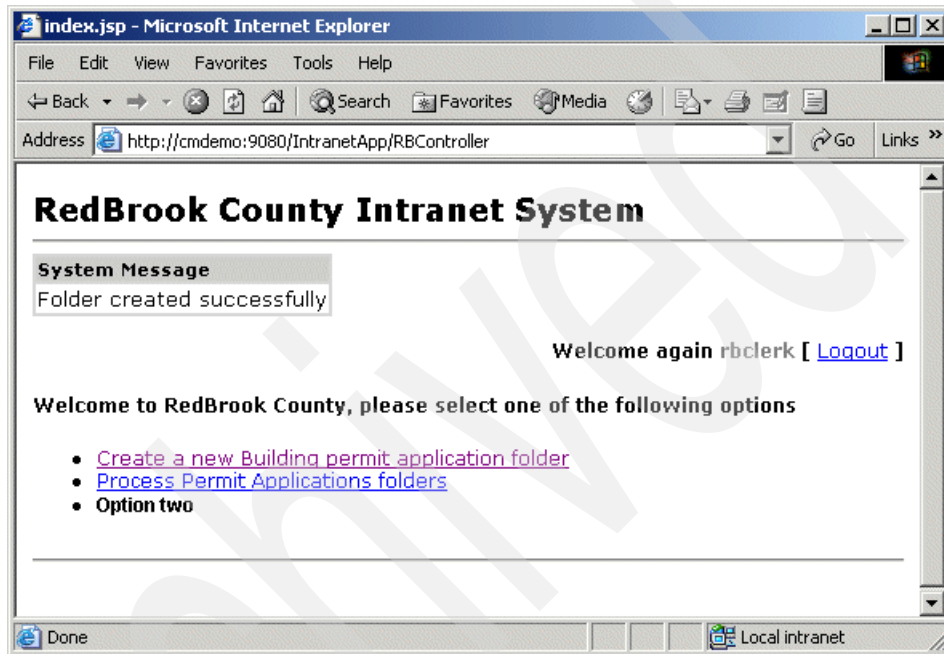 index.jsp - Microsoft Internet Explorer
File Edit View Favorites Tools Help
Back Search Favorites Media
Address http://cmdemo:9080/IntranetApp/RBController Go Links »
RedBrook County Intranet System
System Message
Folder created successfully
Welcome again rbclerk [ Logout ]
Welcome to RedBrook County, please select one of the following options
• Create a new Building permit application folder
• Process Permit Applications folders
• Option two
Done Local intranet